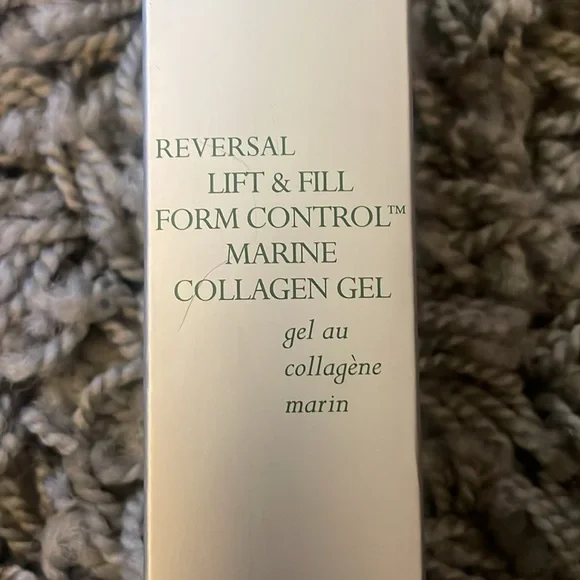 REVERSAL
LIFT & FILL
FORM CONTROL™
MARINE
COLLAGEN GEL
gel au
collagène
marin